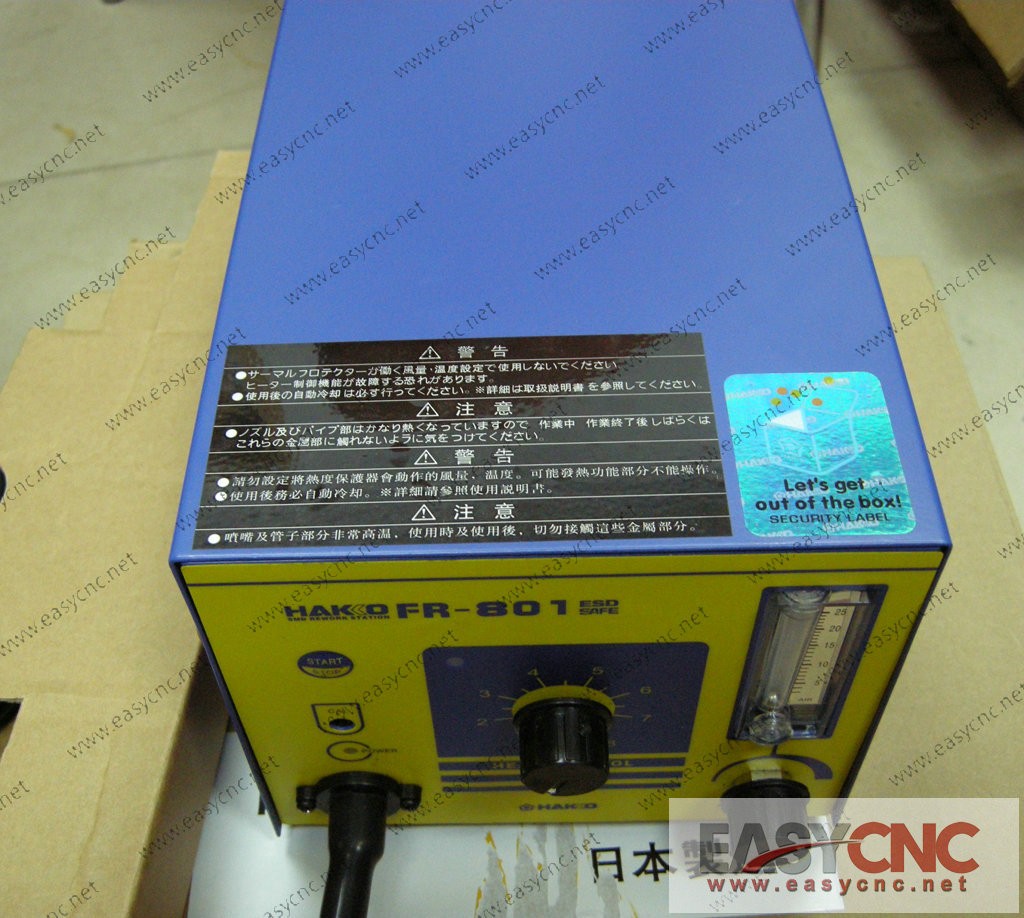 ⚠ 警告
●サーマルプロテクターが働く風量・温度設定で使用しないでください
ヒーター制御機能が故障する恐れがあります。
●使用後の自動冷却は必ず行ってください。※詳細は取扱説明書を参照してください。
⚠ 注意
●ノズル及びパイプ部はかなり熱くなっていますので 作業中 作業終了後しばらくは
これらの金属部に触れないように気をつけてください。
⚠ 警告
●請勿設定將熱度保護器會動作的風量，温度。可能發熱功能部分不能操作。
●使用後務必自動冷却。※詳細請參照使用説明書。
⚠ 注意
●噴嘴及管子部分非常高温，使用時及使用後，切勿接觸這些金屬部分。
HAKKO
Let's get
out of the box!
SECURITY LABEL
HAKKO FR-801 ESD SAFE
SMD REWORK STATION
START
STOP
25
20
15
10
5
AIR
2 3 4 5 6 7
POWER
HAKKO
日本製
EASYCNC
www.easycnc.net